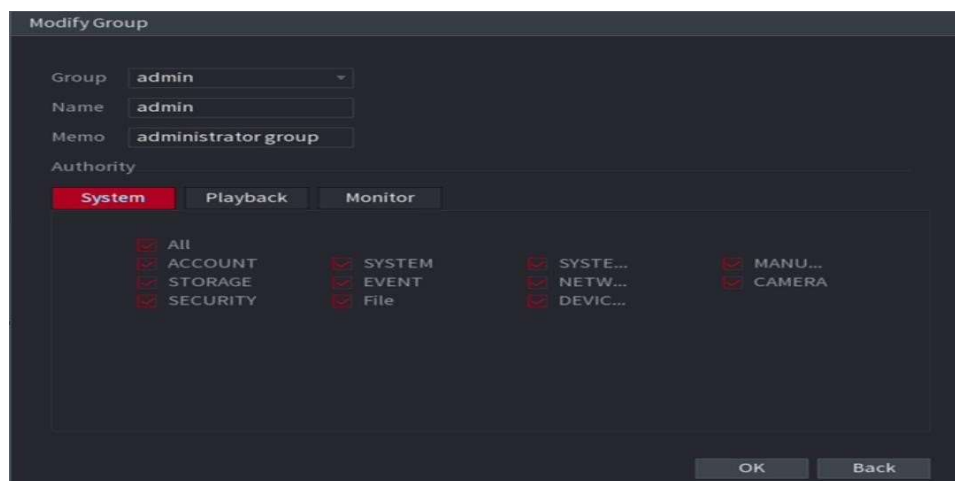 Modify Group
Group admin
Name admin
Memo administrator group
Authority
System Playback Monitor
All
ACCOUNT SYSTEM SYSTE... MANU...
STORAGE EVENT NETW... CAMERA
SECURITY File DEVIC...
OK Back